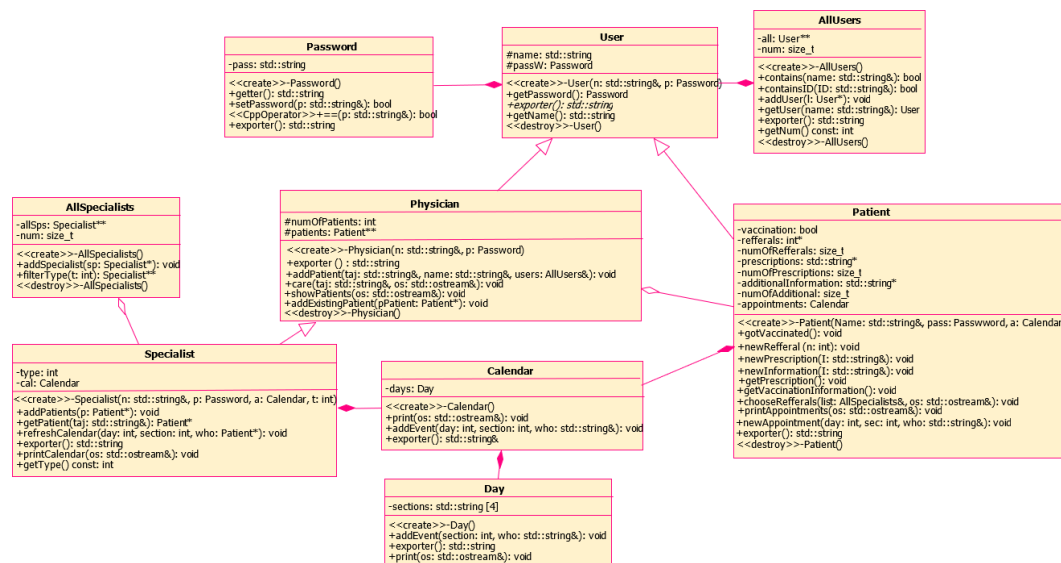 Password
-pass: std::string
<<create>>-Password()
+getter(): std::string
+setPassword(p: std::string&): bool
<<CppOperator>>+==(p: std::string&): bool
+exporter(): std::string
User
#name: std::string
#passW: Password
<<create>>-User(n: std::string&, p: Password)
+getPassword(): Password
+exporter(): std::string
+getName(): std::string
<<destroy>>-User()
AllUsers
-all: User**
-num: size_t
<<create>>-AllUsers()
+contains(name: std::string&): bool
+containsID(ID: std::string&): bool
+addUser(l: User*): void
+getUser(name: std::string&): User
+exporter(): std::string
+getNum() const: int
<<destroy>>-AllUsers()
AllSpecialists
-allSps: Specialist**
-num: size_t
<<create>>-AllSpecialists()
+addSpecialist(sp: Specialist*): void
+filterType(t: int): Specialist**
<<destroy>>-AllSpecialists()
Physician
#numOfPatients: int
#patients: Patient**
<<create>>-Physician(n: std::string&, p: Password)
+exporter (): std::string
+addPatient(taj: std::string&, name: std::string&, users: AllUsers&): void
+care(taj: std::string&, os: std::ostream&): void
+showPatients(os: std::ostream&): void
+addExistingPatient(pPatient: Patient*): void
<<destroy>>-Physician()
Patient
-vaccination: bool
-refferals: int*
-numOfRefferals: size_t
-prescriptions: std::string*
-numOfPrescriptions: size_t
-additionalInformation: std::string*
-numOfAdditional: size_t
-appointments: Calendar
<<create>>-Patient(Name: std::string&, pass: Passwword, a: Calendar
+gotVaccinated(): void
+newRefferal (n: int): void
+newPrescription(I: std::string&): void
+newInformation(I: std::string&): void
+getPrescription(): void
+getVaccinationInformation(): void
+chooseRefferals(list: AllSpecialists&, os: std::ostream&): void
+printAppointments(os: std::ostream&): void
+newAppointment(day: int, sec: int, who: std::string&): void
+exporter(): std::string
<<destroy>>-Patient()
Specialist
-type: int
-cal: Calendar
<<create>>-Specialist(n: std::string&, p: Password, a: Calendar, t: int)
+addPatients(p: Patient*): void
+getPatient(taj: std::string&): Patient*
+refreshCalendar(day: int, section: int, who: Patient*): void
+exporter(): std::string
+printCalendar(os: std::ostream&): void
+getType() const: int
Calendar
-days: Day
<<create>>-Calendar()
+print(os: std::ostream&): void
+addEvent(day: int, section: int, who: std::string&): void
+exporter(): std::string&
Day
-sections: std::string [4]
<<create>>-Day()
+addEvent(section: int, who: std::string&): void
+exporter(): std::string
+print(os: std::ostream&): void